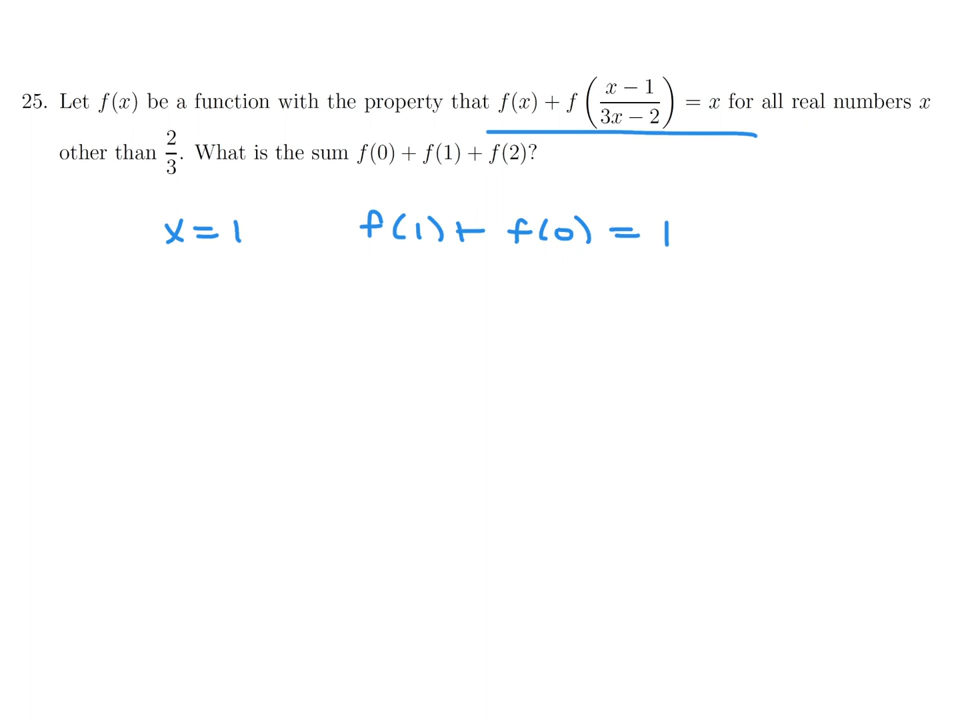 25. Let f(x) be a function with the property that f(x) + f((x − 1)/(3x − 2)) = x for all real numbers x
other than 2/3. What is the sum f(0) + f(1) + f(2)?
x = 1 f(1) + f(0) = 1